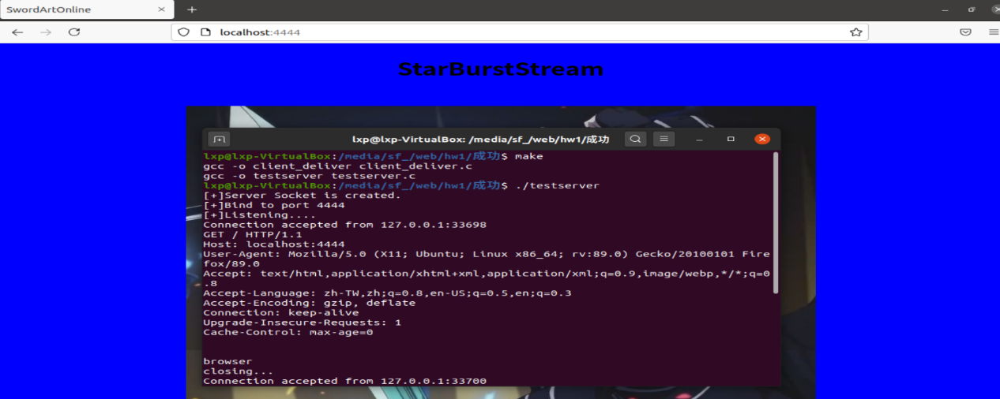 SwordArtOnline
localhost:4444
StarBurstStream
lxp@lxp-VirtualBox: /media/sf_/web/hw1/成功
lxp@lxp-VirtualBox:/media/sf_/web/hw1/成功$ make
gcc -o client_deliver client_deliver.c
gcc -o testserver testserver.c
lxp@lxp-VirtualBox:/media/sf_/web/hw1/成功$ ./testserver
[+]Server Socket is created.
[+]Bind to port 4444
[+]Listening....
Connection accepted from 127.0.0.1:33698
GET / HTTP/1.1
Host: localhost:4444
User-Agent: Mozilla/5.0 (X11; Ubuntu; Linux x86_64; rv:89.0) Gecko/20100101 Fire
fox/89.0
Accept: text/html,application/xhtml+xml,application/xml;q=0.9,image/webp,*/*;q=0
.8
Accept-Language: zh-TW,zh;q=0.8,en-US;q=0.5,en;q=0.3
Accept-Encoding: gzip, deflate
Connection: keep-alive
Upgrade-Insecure-Requests: 1
Cache-Control: max-age=0
browser
closing...
Connection accepted from 127.0.0.1:33700